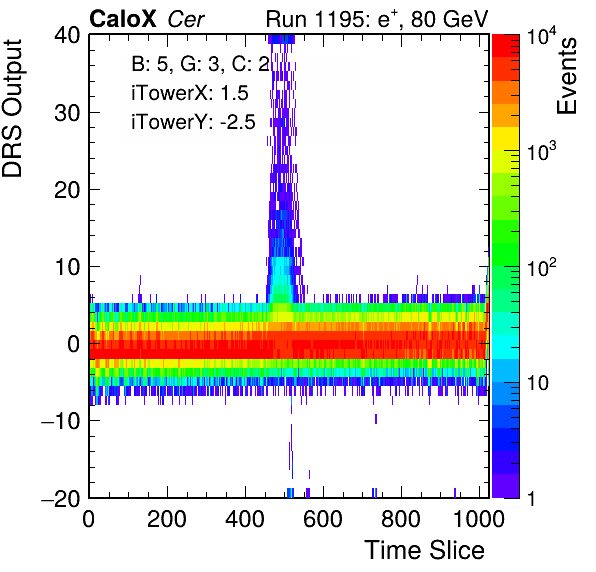 CaloX Cer Run 1195: e+, 80 GeV
DRS Output
Events
B: 5, G: 3, C: 2
iTowerX: 1.5
iTowerY: -2.5
40
30
20
10
0
−10
−20
0 200 400 600 800 1000
Time Slice
10^4
10^3
10^2
10
1